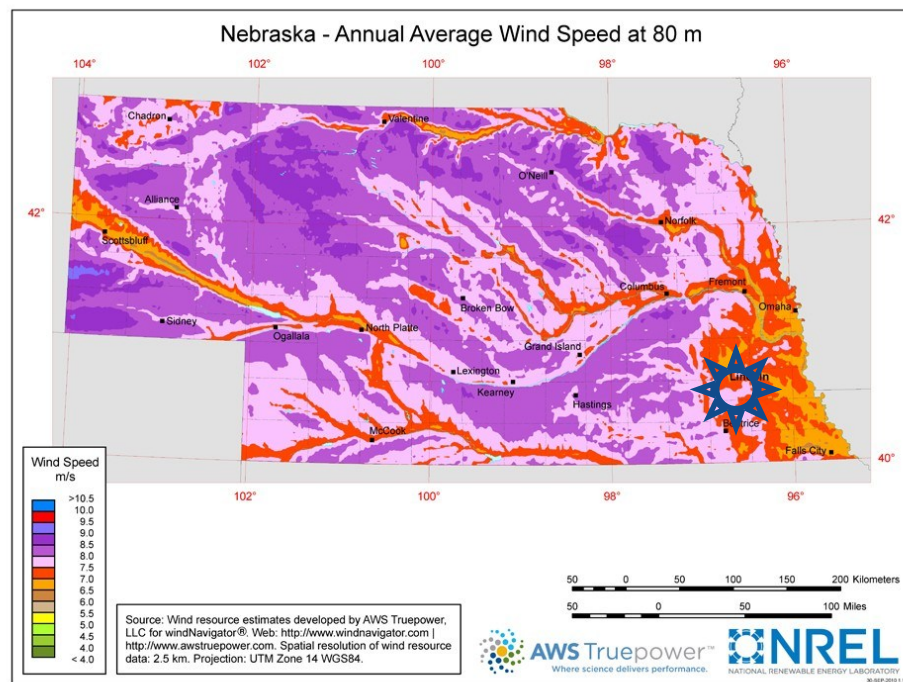 Nebraska - Annual Average Wind Speed at 80 m
104° 102° 100° 98° 96°
Chadron
Valentine
O'Neill
Alliance
42°
Norfolk
42°
Scottsbluff
Columbus
Fremont
Broken Bow
Omaha
Sidney
North Platte
Ogallala
Grand Island
Lexington
Kearney
Hastings
McCook
Falls City
40°
102° 100° 98° 96°
Wind Speed
m/s
>10.5
10.0
9.5
9.0
8.5
8.0
7.5
7.0
6.5
6.0
5.5
5.0
4.5
4.0
< 4.0
Source: Wind resource estimates developed by AWS Truepower,
LLC for windNavigator®. Web: http://www.windnavigator.com |
http://www.awstruepower.com. Spatial resolution of wind resource
data: 2.5 km. Projection: UTM Zone 14 WGS84.
50 0 50 100 150 200 Kilometers
50 0 50 100 Miles
AWS Truepower™
Where science delivers performance.
NREL
NATIONAL RENEWABLE ENERGY LABORATORY